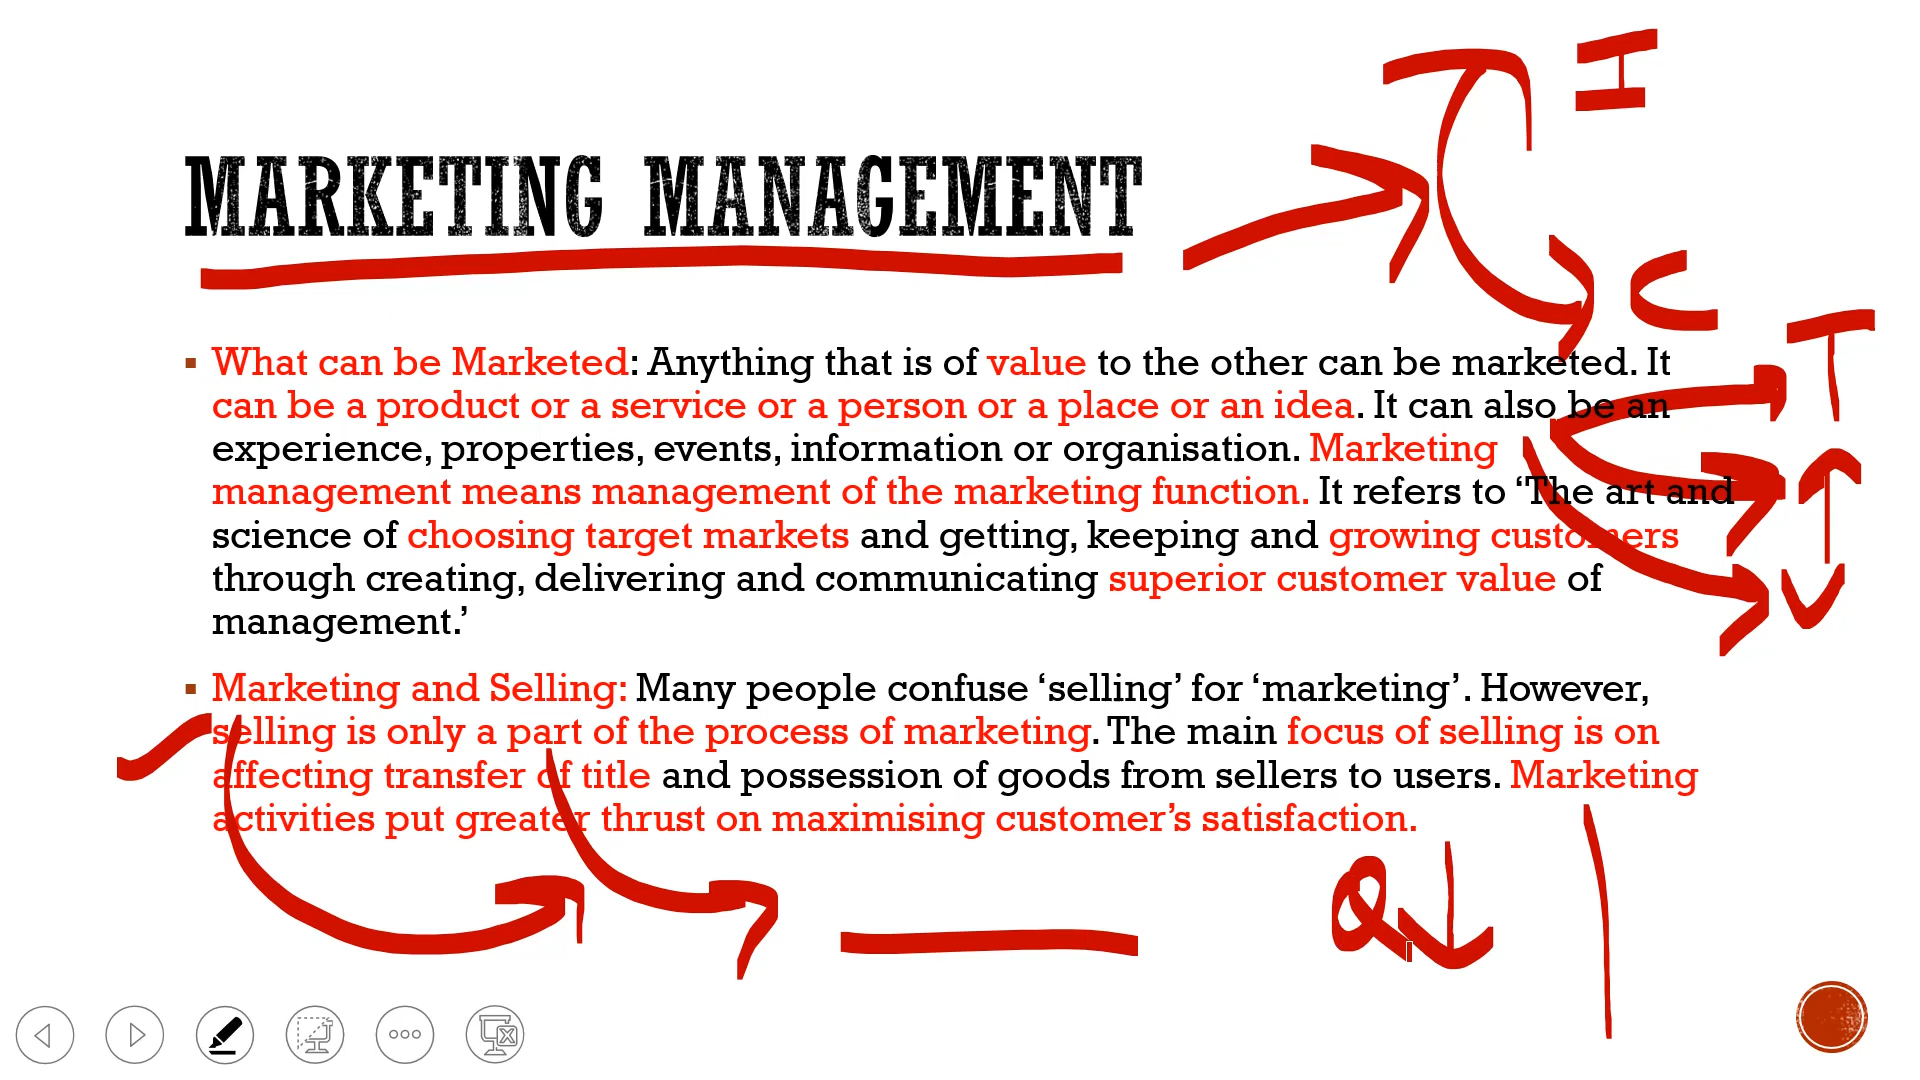 I
MARKETING MANAGEMENT
C
T
What can be Marketed: Anything that is of value to the other can be marketed. It
can be a product or a service or a person or a place or an idea. It can also be an
experience, properties, events, information or organisation. Marketing
management means management of the marketing function. It refers to ‘The art and
science of choosing target markets and getting, keeping and growing customers
through creating, delivering and communicating superior customer value of
management.’
Marketing and Selling: Many people confuse ‘selling’ for ‘marketing’. However,
selling is only a part of the process of marketing. The main focus of selling is on
affecting transfer of title and possession of goods from sellers to users. Marketing
activities put greater thrust on maximising customer’s satisfaction.
Q